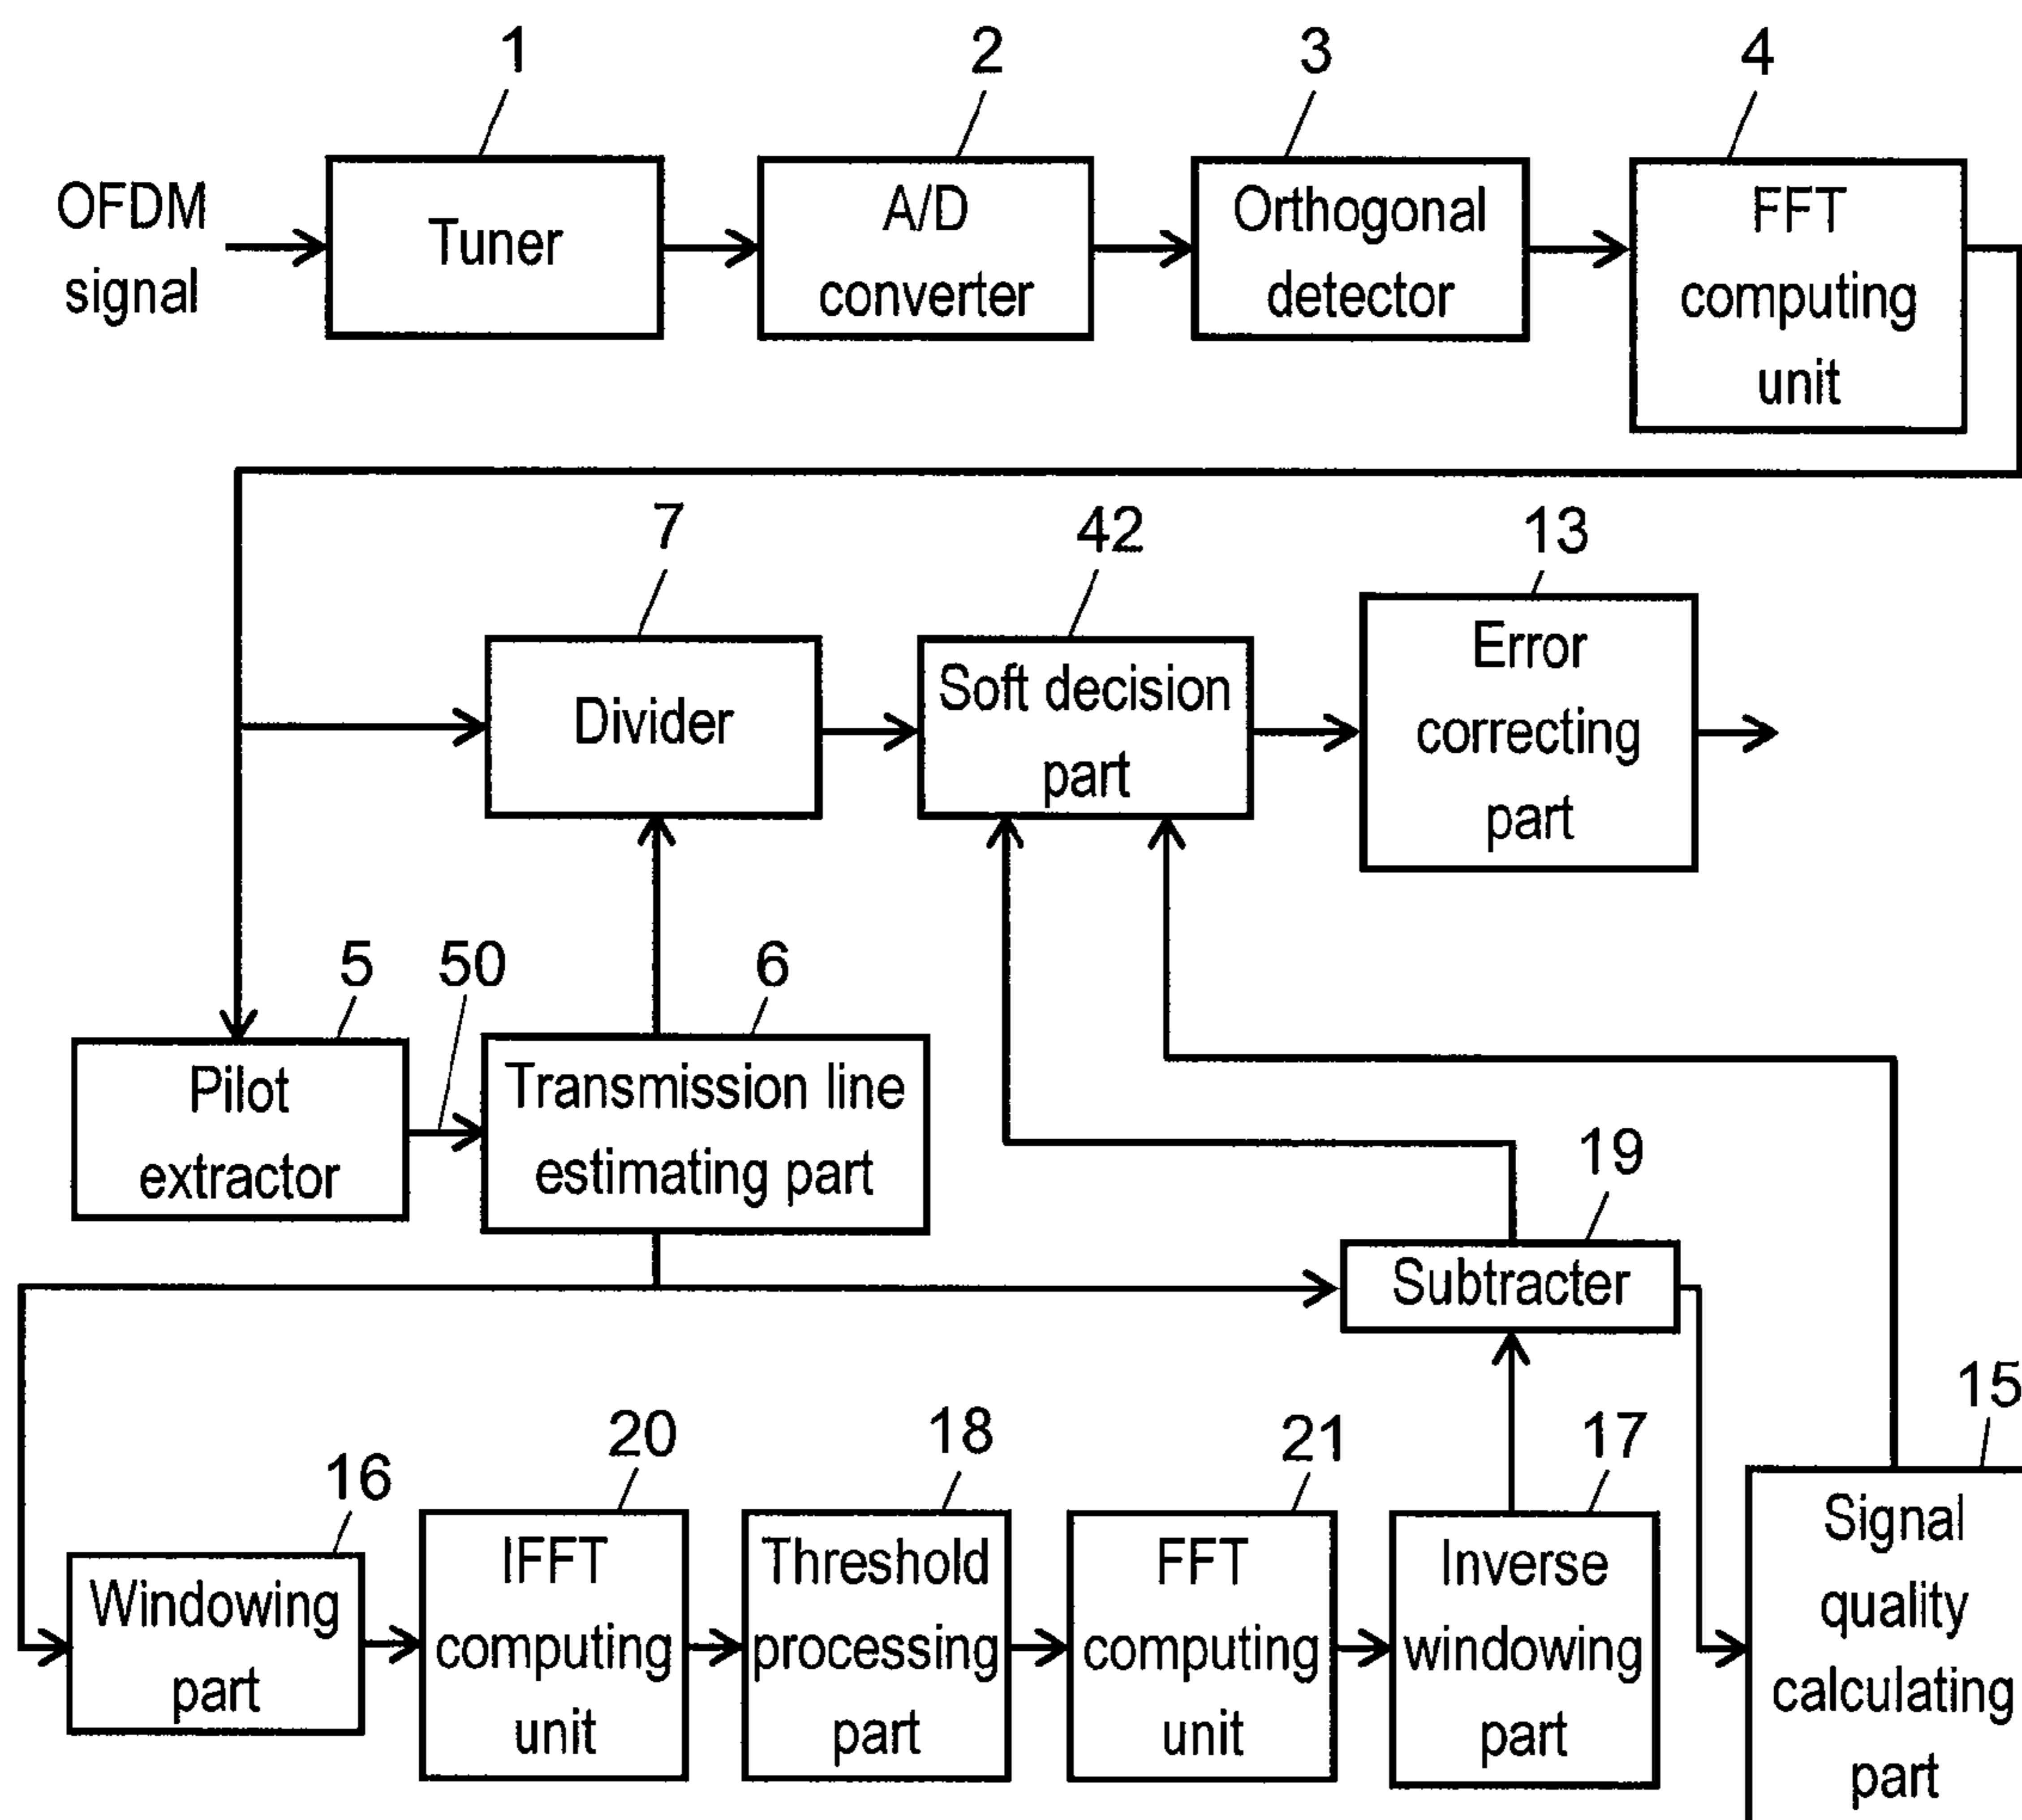 1
2
3
4
OFDM
signal
Tuner
A/D
converter
Orthogonal
detector
FFT
computing
unit
7
42
13
Divider
Soft decision
part
Error
correcting
part
5
50
6
Pilot
extractor
Transmission line
estimating part
19
Subtracter
15
16
20
18
21
17
Windowing
part
IFFT
computing
unit
Threshold
processing
part
FFT
computing
unit
Inverse
windowing
part
Signal
quality
calculating
part